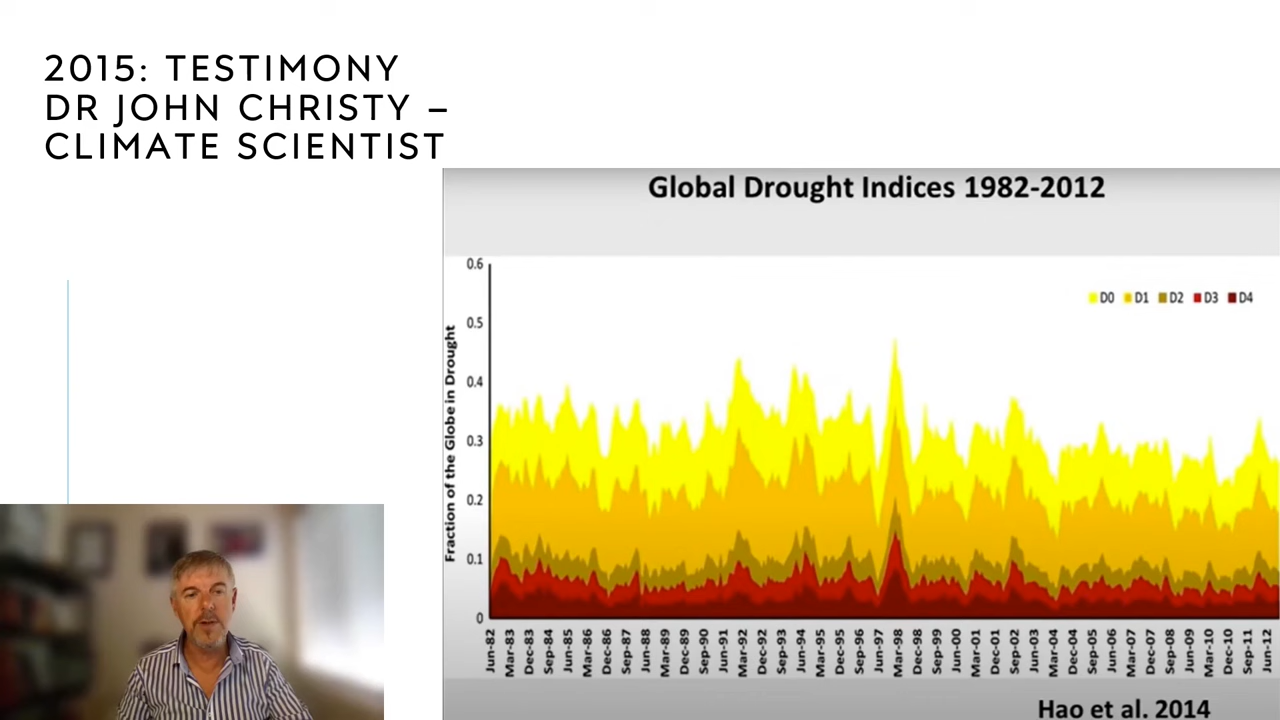 2015: TESTIMONY
DR JOHN CHRISTY –
CLIMATE SCIENTIST
Global Drought Indices 1982-2012
Fraction of the Globe in Drought
0.6
0.5
0.4
0.3
0.2
0.1
0
D0 D1 D2 D3 D4
Jun-82 Mar-83 Dec-83 Sep-84 Jun-85 Mar-86 Dec-86 Sep-87 Jun-88 Mar-89 Dec-89 Sep-90 Jun-91 Mar-92 Dec-92 Sep-93 Jun-94 Mar-95 Dec-95 Sep-96 Jun-97 Mar-98 Dec-98 Sep-99 Jun-00 Mar-01 Dec-01 Sep-02 Jun-03 Mar-04 Dec-04 Sep-05 Jun-06 Mar-07 Dec-07 Sep-08 Jun-09 Mar-10 Dec-10 Sep-11 Jun-12
Hao et al. 2014